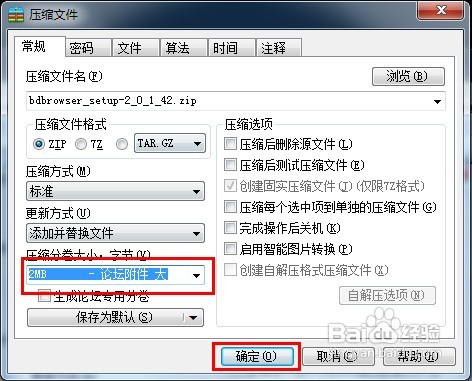 压缩文件
常规 密码 文件 算法 时间 注释
压缩文件名(F)
浏览(B)
bdbrowser_setup-2_0_1_42.zip
压缩文件格式
ZIP 7Z TAR.GZ
压缩方式(M)
标准
更新方式(U)
添加并替换文件
压缩分卷大小，字节(V)
2MB - 论坛附件 大
生成论坛专用分卷
保存为默认(S)
压缩选项
压缩后删除源文件(L)
压缩后测试压缩文件(E)
创建固实压缩文件(T)(仅限7Z格式)
压缩每个选中项到单独的压缩文件(G)
完成操作后关机(K)
启用智能图片转换(P)
创建自解压格式压缩文件(X)
自解压选项(N)
确定(O) 取消(C) 帮助(H)
Baidu 经验
jingyan.baidu.com